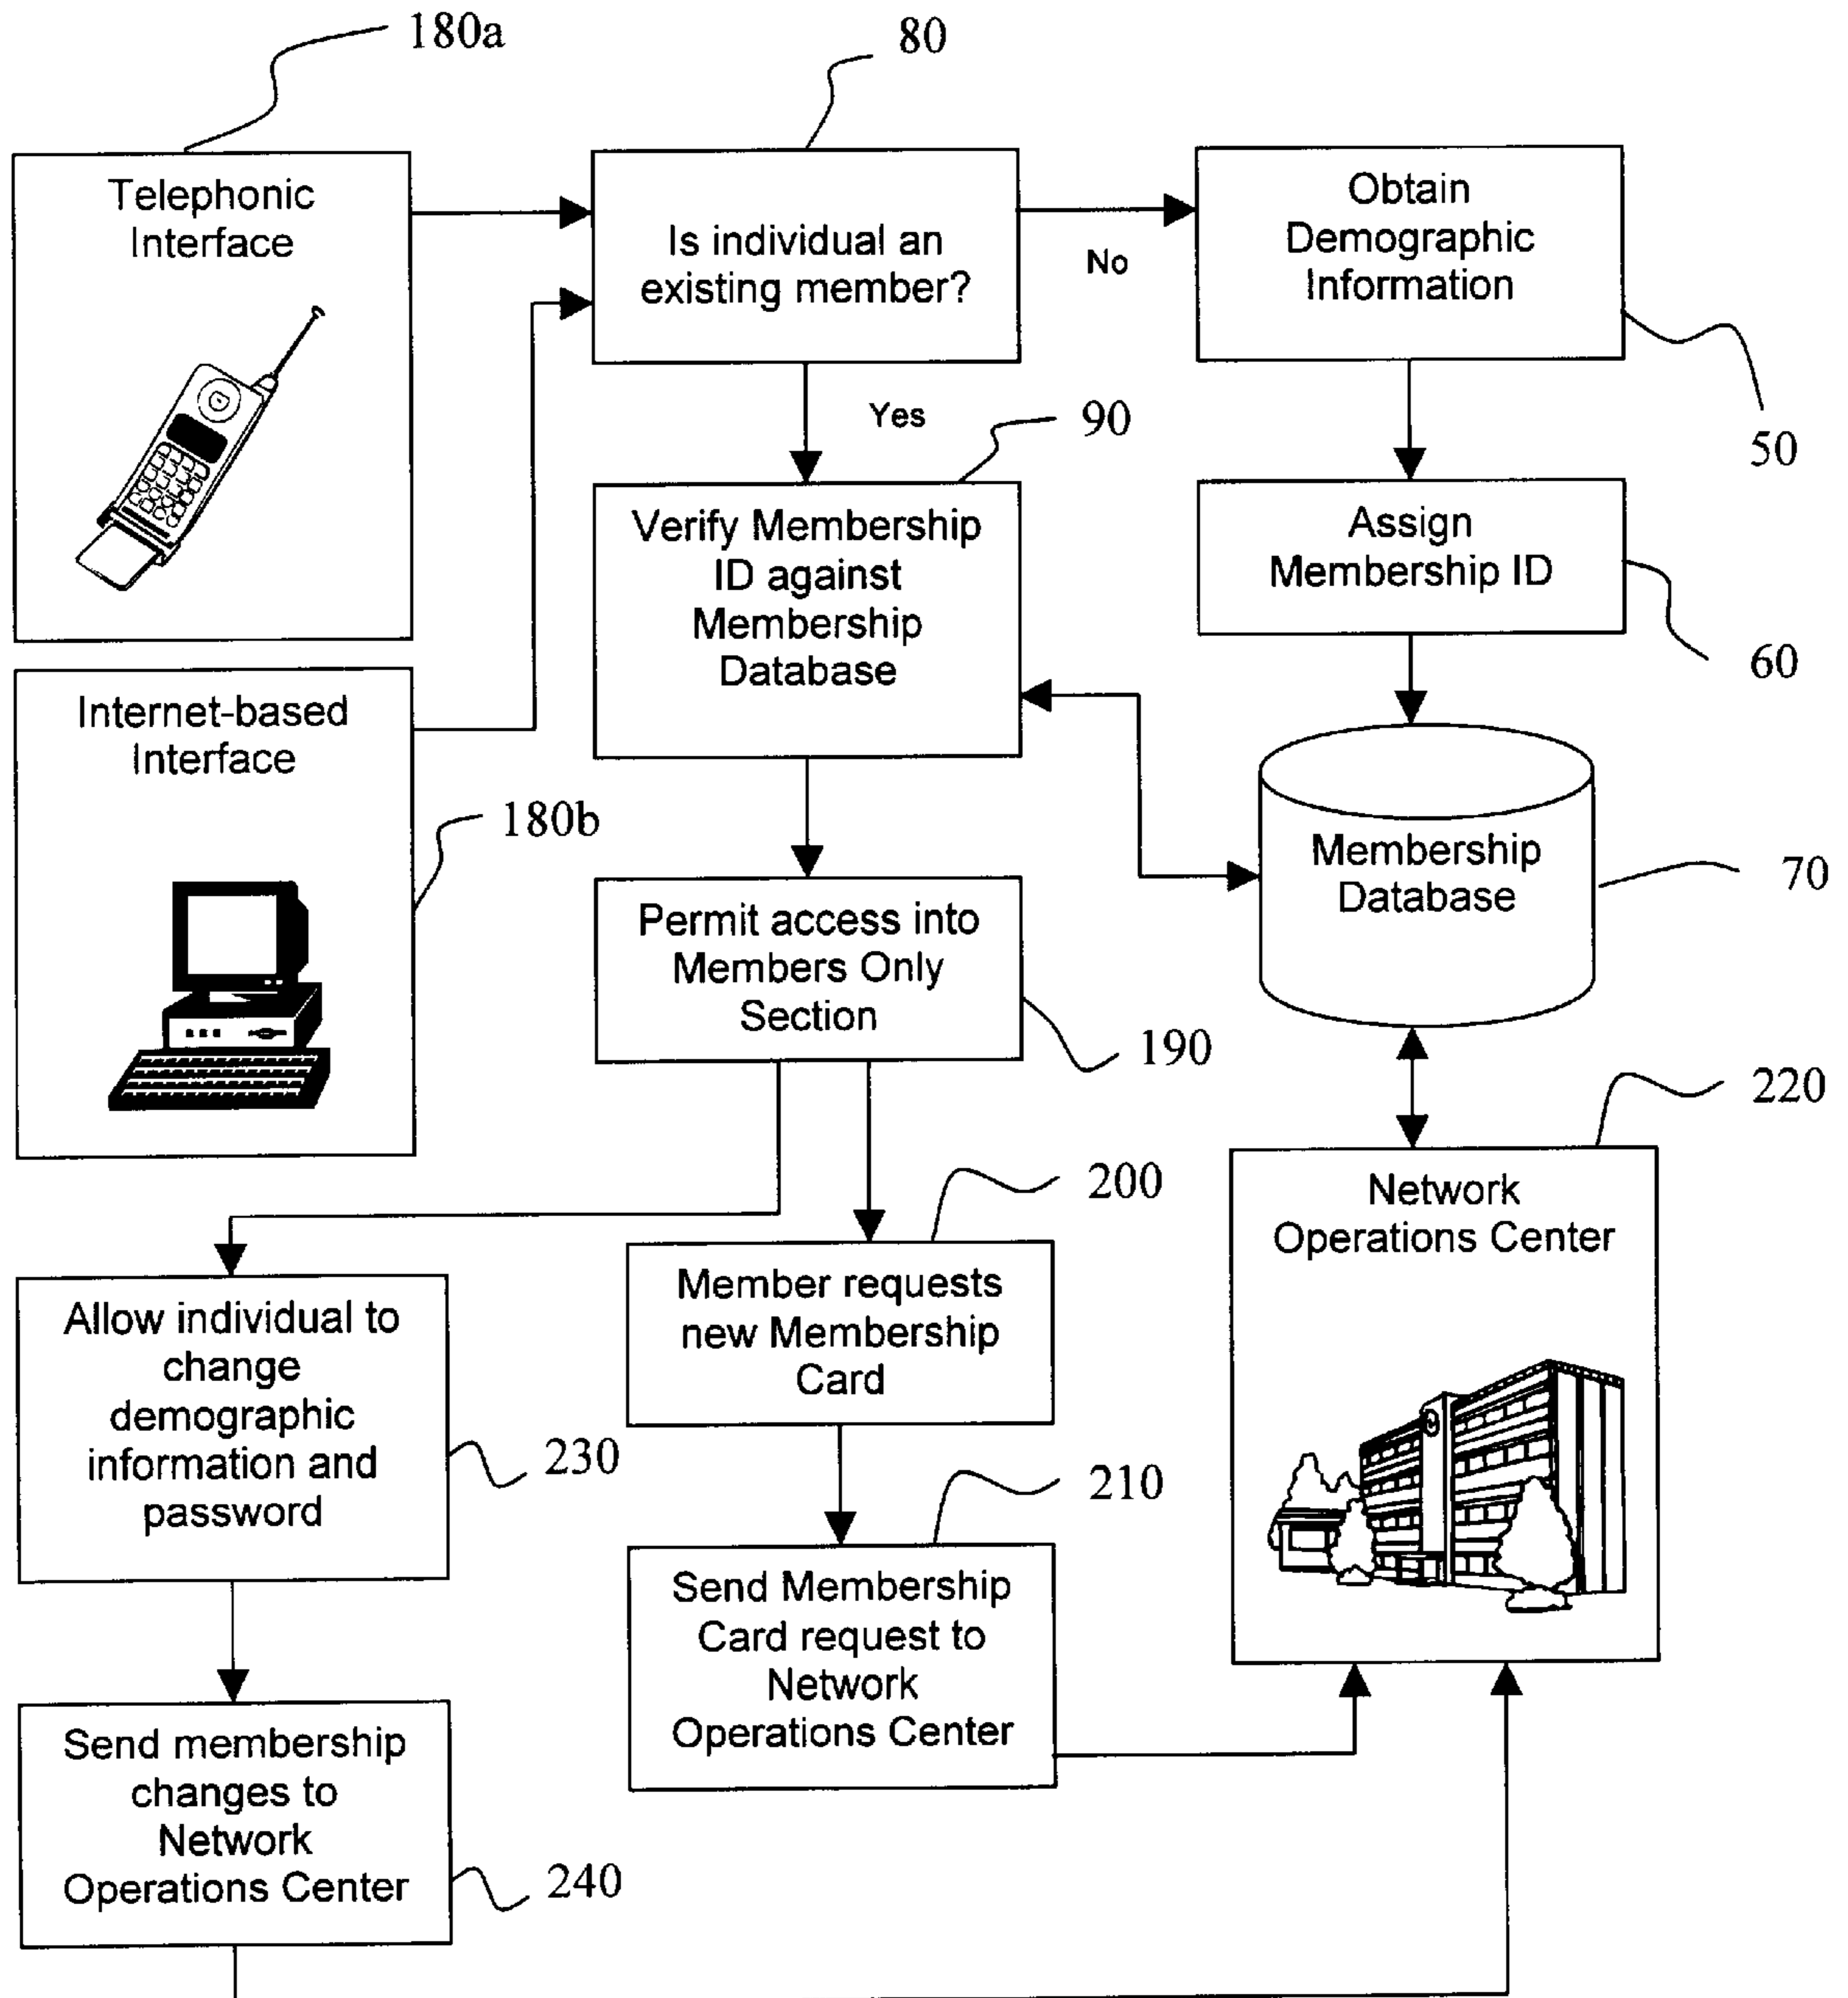 180a
80
Telephonic
Interface
Is individual an
existing member?
No
Obtain
Demographic
Information
50
Yes
90
Verify Membership
ID against
Membership
Database
Assign
Membership ID
60
Internet-based
Interface
180b
Membership
Database
70
Permit access into
Members Only
Section
190
220
Network
Operations Center
200
Member requests
new Membership
Card
Allow individual to
change
demographic
information and
password
230
210
Send Membership
Card request to
Network
Operations Center
Send membership
changes to
Network
Operations Center
240